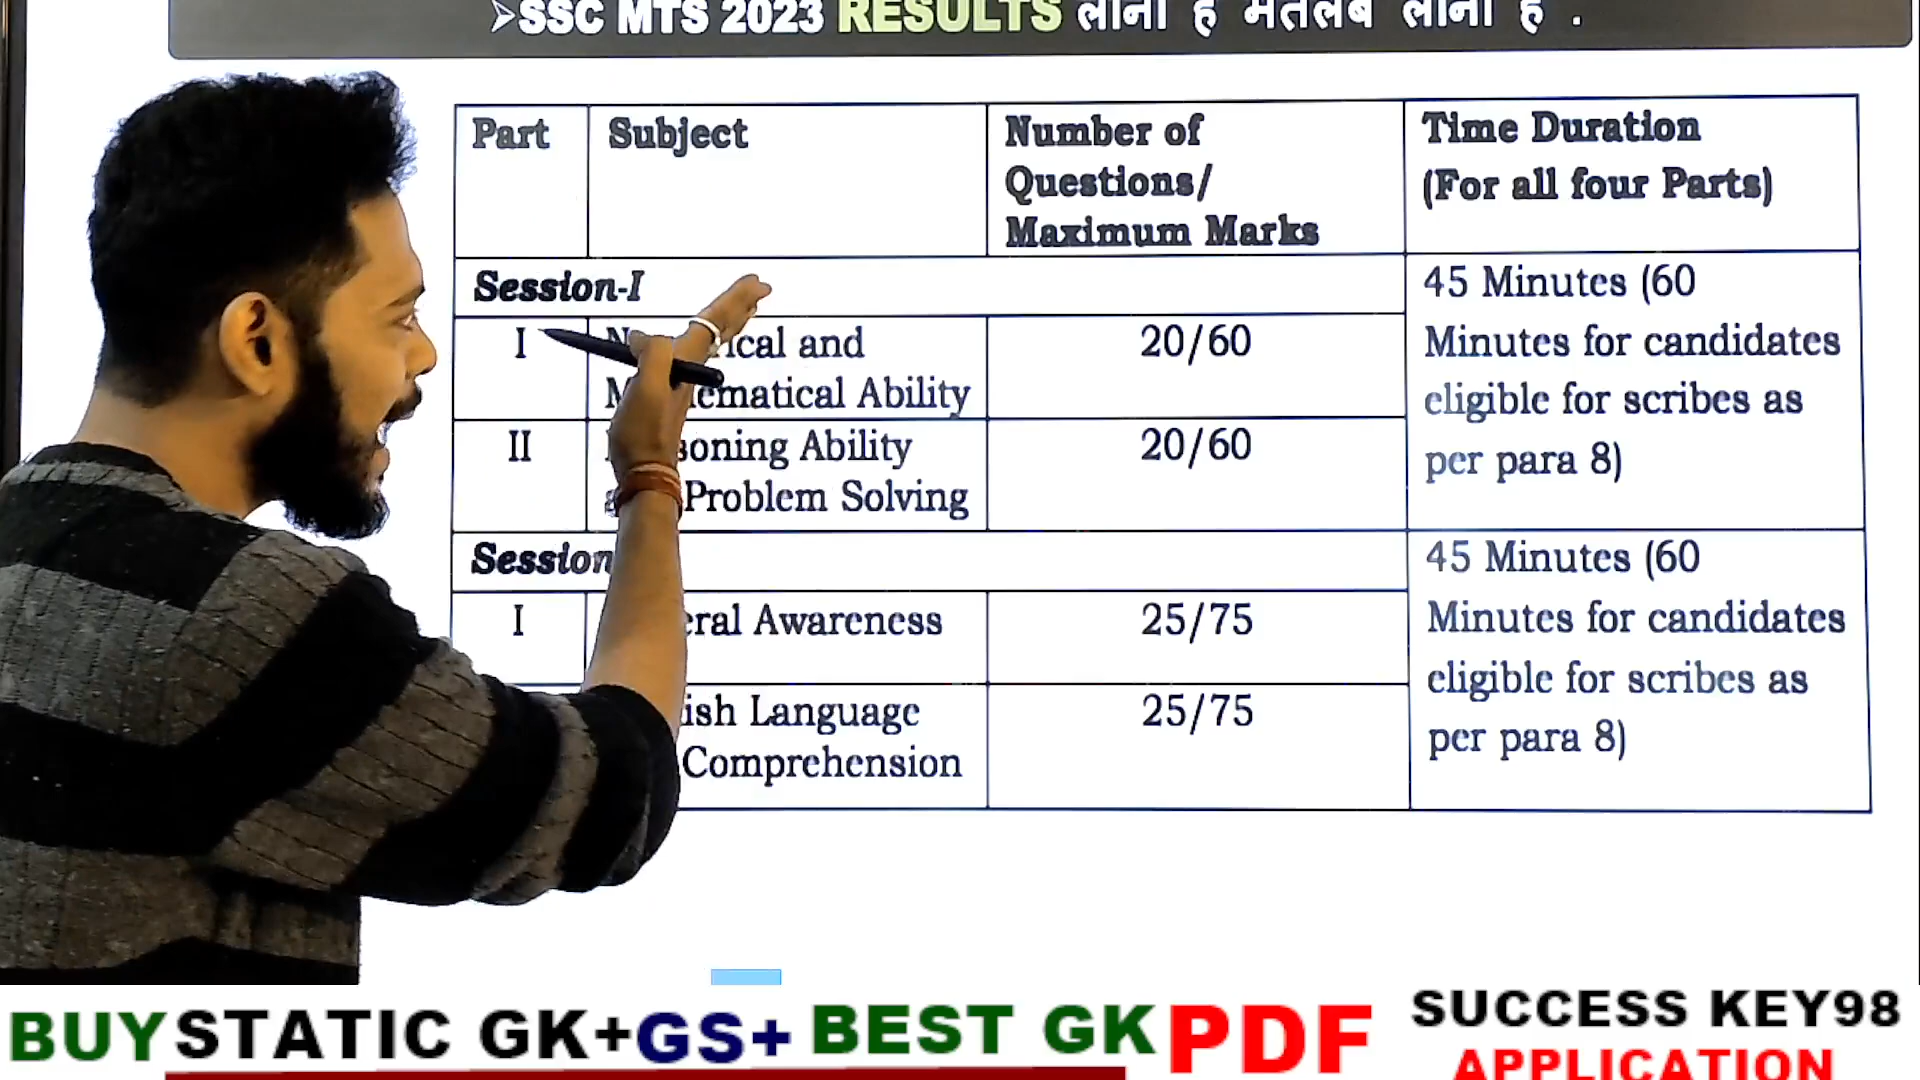 ➢SSC MTS 2023 RESULTS लाना है मतलब लाना है .
Part
Subject
Number of
Questions/
Maximum Marks
Time Duration
(For all four Parts)
Session-I
45 Minutes (60
Minutes for candidates
eligible for scribes as
per para 8)
I
ical and
ematical Ability
20/60
II
soning Ability
Problem Solving
20/60
Session
45 Minutes (60
Minutes for candidates
eligible for scribes as
per para 8)
I
eral Awareness
25/75
ish Language
Comprehension
25/75
BUY STATIC GK+GS+ BEST GK PDF
SUCCESS KEY98
APPLICATION